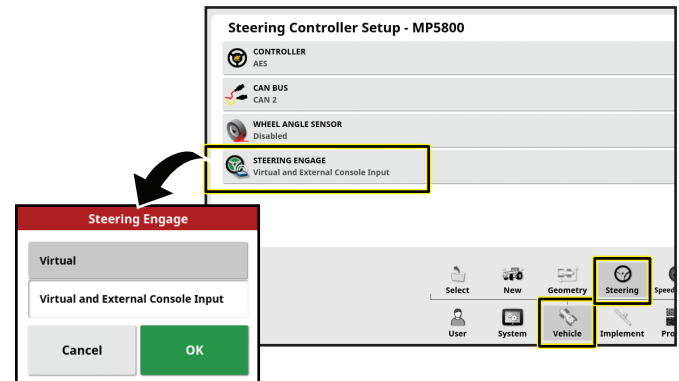 Steering Controller Setup - MP5800
CONTROLLER
AES
CAN BUS
CAN 2
WHEEL ANGLE SENSOR
Disabled
STEERING ENGAGE
Virtual and External Console Input
Steering Engage
Virtual
Virtual and External Console Input
Cancel
OK
Select
New
Geometry
Steering
Speed
User
System
Vehicle
Implement
Pro